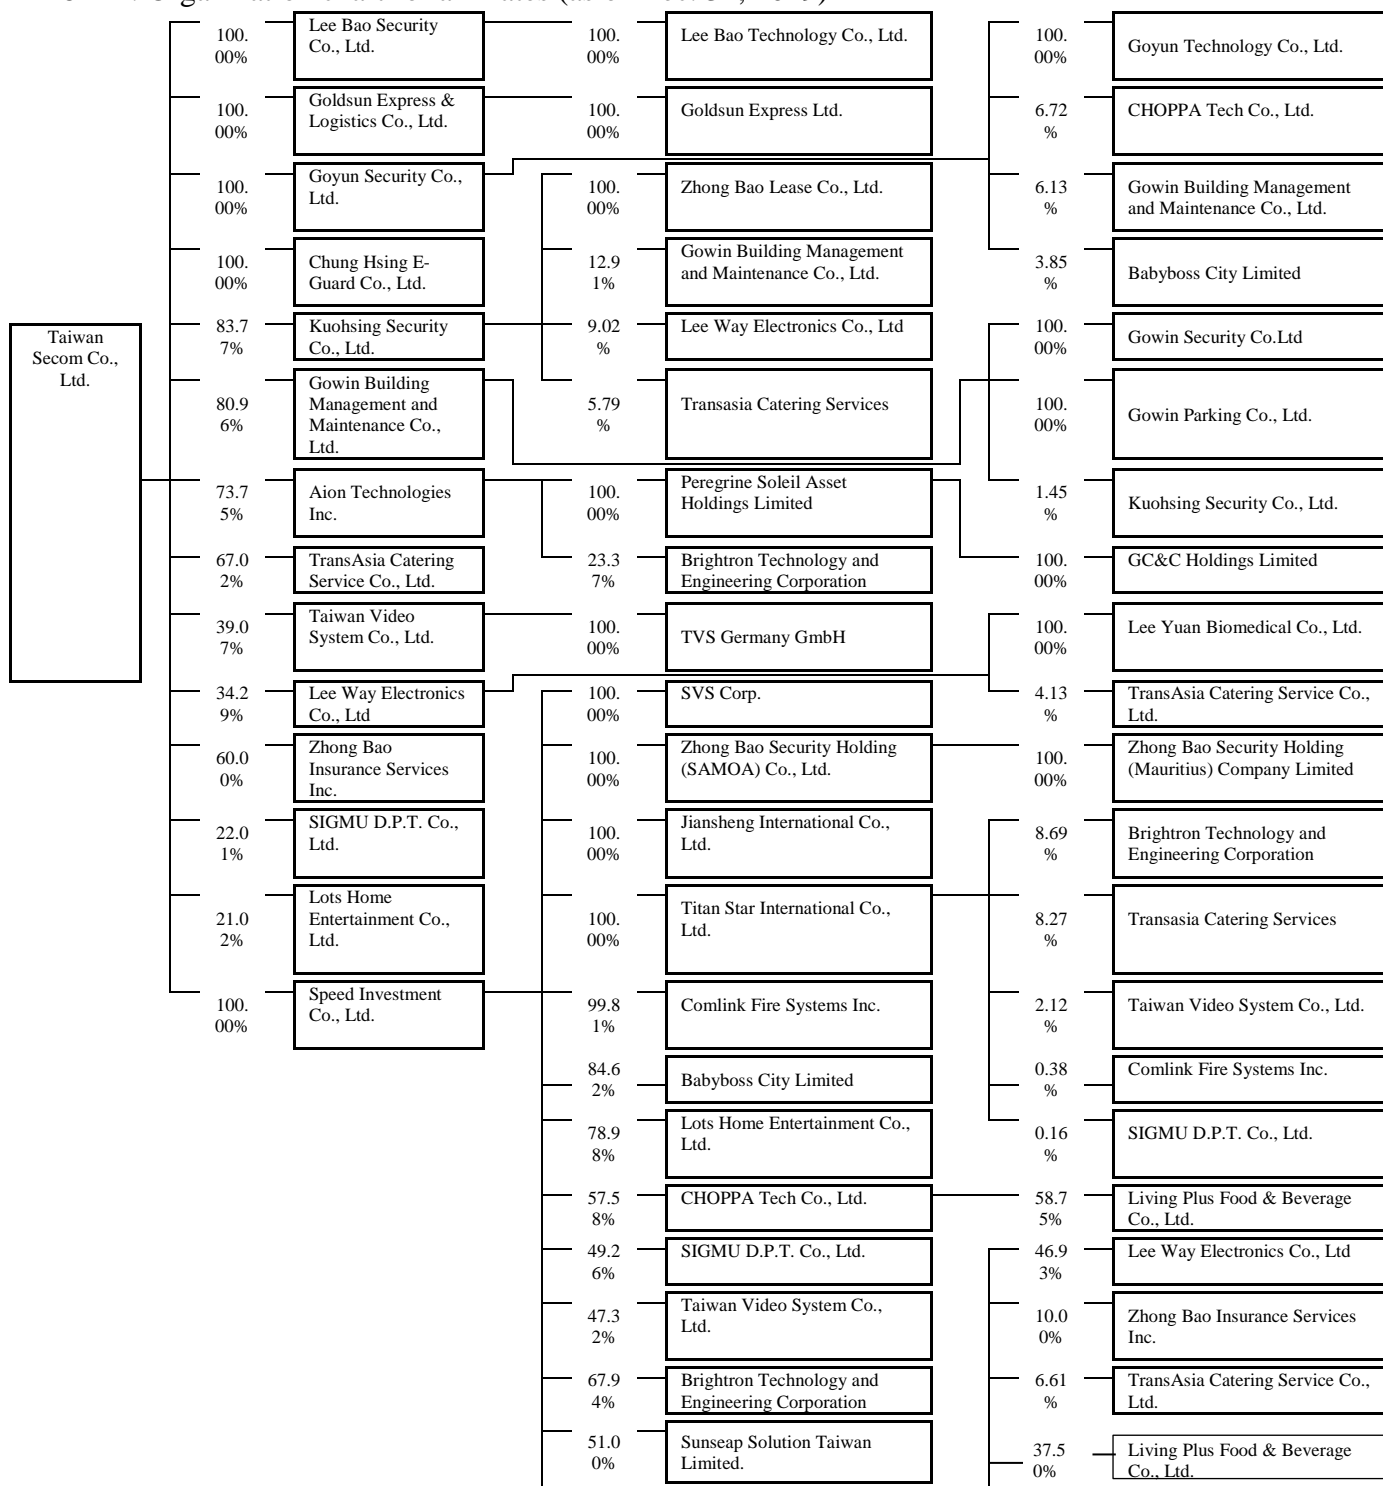 Taiwan
Secom Co.,
Ltd.
100.
00%
Lee Bao Security
Co., Ltd.
100.
00%
Goldsun Express &
Logistics Co., Ltd.
100.
00%
Goyun Security Co.,
Ltd.
100.
00%
Chung Hsing E-
Guard Co., Ltd.
83.7
7%
Kuohsing Security
Co., Ltd.
80.9
6%
Gowin Building
Management and
Maintenance Co.,
Ltd.
73.7
5%
Aion Technologies
Inc.
67.0
2%
TransAsia Catering
Service Co., Ltd.
39.0
7%
Taiwan Video
System Co., Ltd.
34.2
9%
Lee Way Electronics
Co., Ltd
60.0
0%
Zhong Bao
Insurance Services
Inc.
22.0
1%
SIGMU D.P.T. Co.,
Ltd.
21.0
2%
Lots Home
Entertainment Co.,
Ltd.
100.
00%
Speed Investment
Co., Ltd.
100.
00%
Lee Bao Technology Co., Ltd.
100.
00%
Goldsun Express Ltd.
100.
00%
Zhong Bao Lease Co., Ltd.
12.9
1%
Gowin Building Management
and Maintenance Co., Ltd.
9.02
%
Lee Way Electronics Co., Ltd
5.79
%
Transasia Catering Services
100.
00%
Peregrine Soleil Asset
Holdings Limited
23.3
7%
Brightron Technology and
Engineering Corporation
100.
00%
TVS Germany GmbH
100.
00%
SVS Corp.
100.
00%
Zhong Bao Security Holding
(SAMOA) Co., Ltd.
100.
00%
Jiansheng International Co.,
Ltd.
100.
00%
Titan Star International Co.,
Ltd.
99.8
1%
Comlink Fire Systems Inc.
84.6
2%
Babyboss City Limited
78.9
8%
Lots Home Entertainment Co.,
Ltd.
57.5
8%
CHOPPA Tech Co., Ltd.
49.2
6%
SIGMU D.P.T. Co., Ltd.
47.3
2%
Taiwan Video System Co.,
Ltd.
67.9
4%
Brightron Technology and
Engineering Corporation
51.0
0%
Sunseap Solution Taiwan
Limited.
100.
00%
Goyun Technology Co., Ltd.
6.72
%
CHOPPA Tech Co., Ltd.
6.13
%
Gowin Building Management
and Maintenance Co., Ltd.
3.85
%
Babyboss City Limited
100.
00%
Gowin Security Co.Ltd
100.
00%
Gowin Parking Co., Ltd.
1.45
%
Kuohsing Security Co., Ltd.
100.
00%
GC&C Holdings Limited
100.
00%
Lee Yuan Biomedical Co., Ltd.
4.13
%
TransAsia Catering Service Co.,
Ltd.
100.
00%
Zhong Bao Security Holding
(Mauritius) Company Limited
8.69
%
Brightron Technology and
Engineering Corporation
8.27
%
Transasia Catering Services
2.12
%
Taiwan Video System Co., Ltd.
0.38
%
Comlink Fire Systems Inc.
0.16
%
SIGMU D.P.T. Co., Ltd.
58.7
5%
Living Plus Food & Beverage
Co., Ltd.
46.9
3%
Lee Way Electronics Co., Ltd
10.0
0%
Zhong Bao Insurance Services
Inc.
6.61
%
TransAsia Catering Service Co.,
Ltd.
37.5
0%
Living Plus Food & Beverage
Co., Ltd.